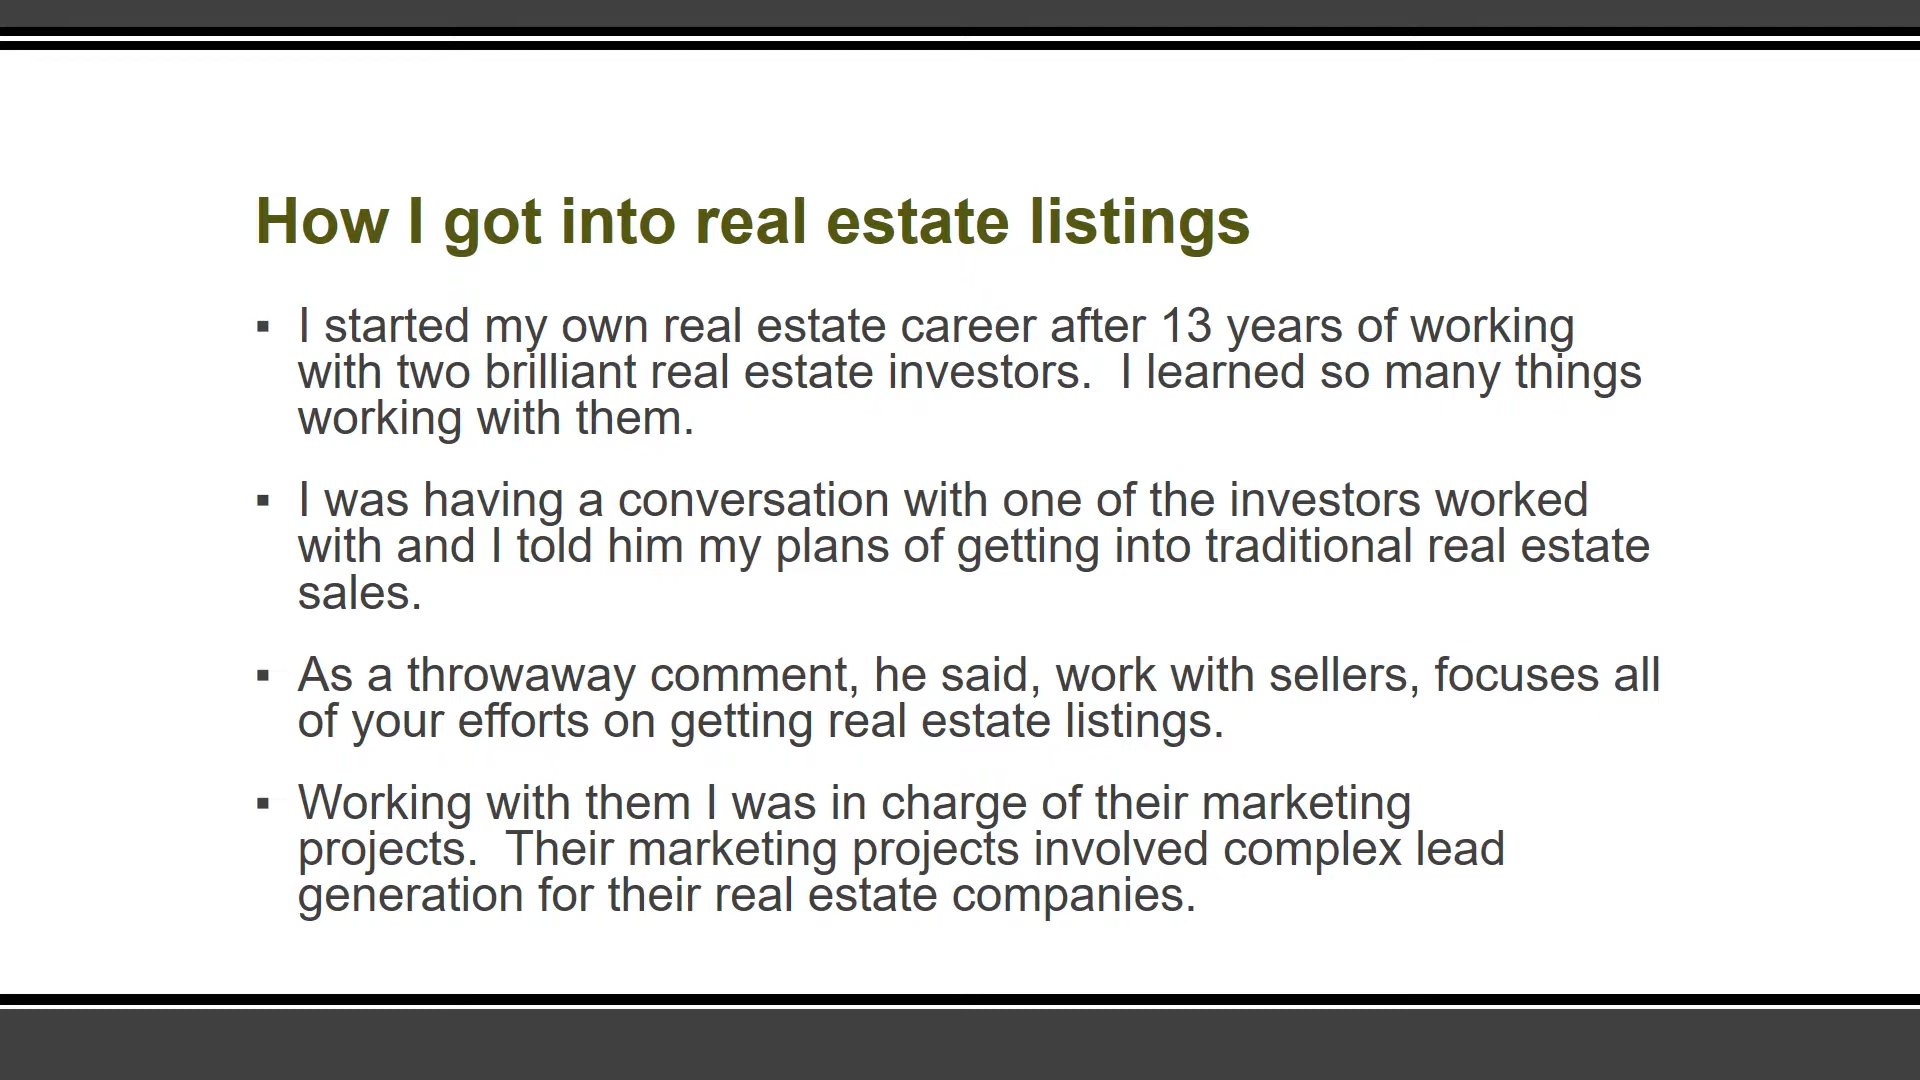 How I got into real estate listings
▪ I started my own real estate career after 13 years of working
with two brilliant real estate investors.  I learned so many things
working with them.
▪ I was having a conversation with one of the investors worked
with and I told him my plans of getting into traditional real estate
sales.
▪ As a throwaway comment, he said, work with sellers, focuses all
of your efforts on getting real estate listings.
▪ Working with them I was in charge of their marketing
projects.  Their marketing projects involved complex lead
generation for their real estate companies.